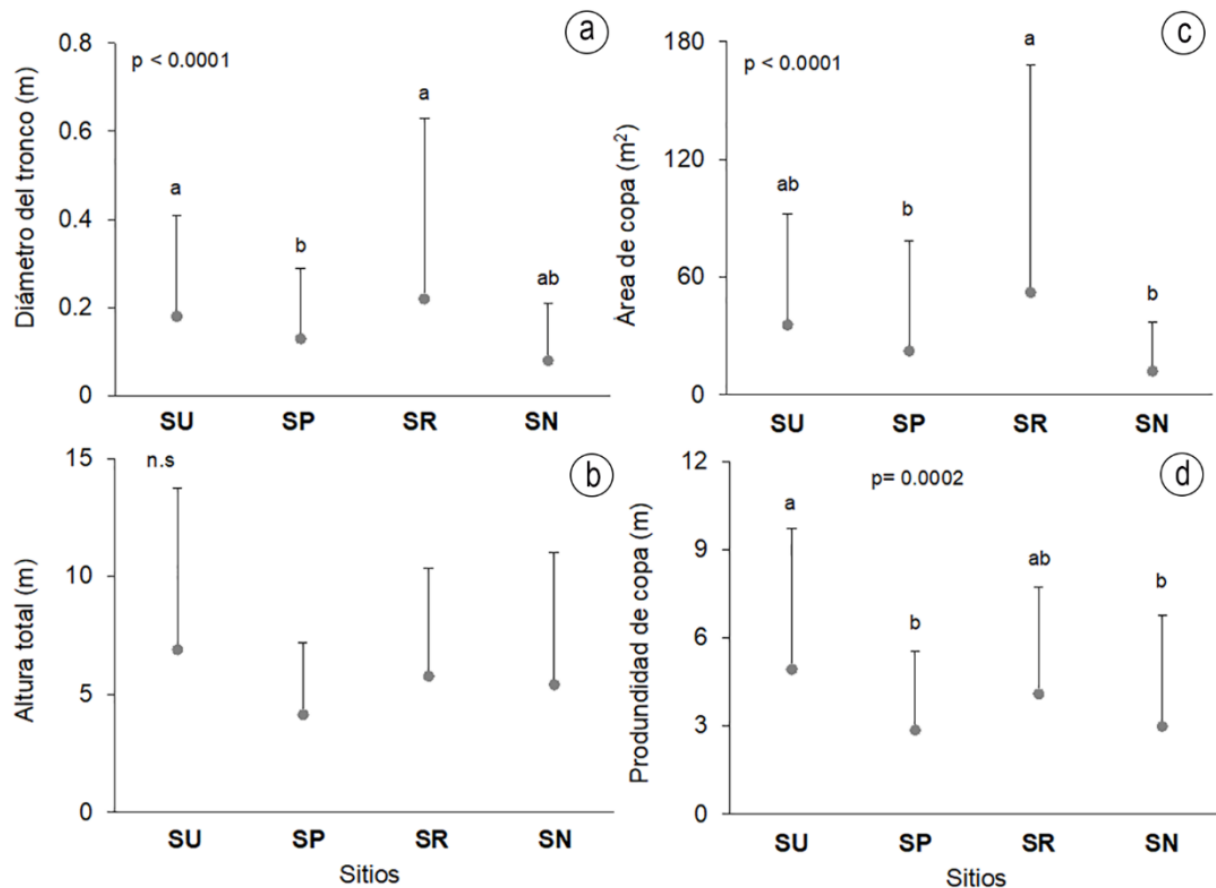 a
Diámetro del tronco (m)
0.8
0.6
0.4
0.2
0
p < 0.0001
a
b
a
ab
SU SP SR SN
c
Área de copa (m²)
180
120
60
0
p < 0.0001
ab
b
a
b
SU SP SR SN
b
Altura total (m)
15
10
5
0
n.s
SU SP SR SN
Sitios
d
Produndidad de copa (m)
12
9
6
3
0
p= 0.0002
a
b
ab
b
SU SP SR SN
Sitios